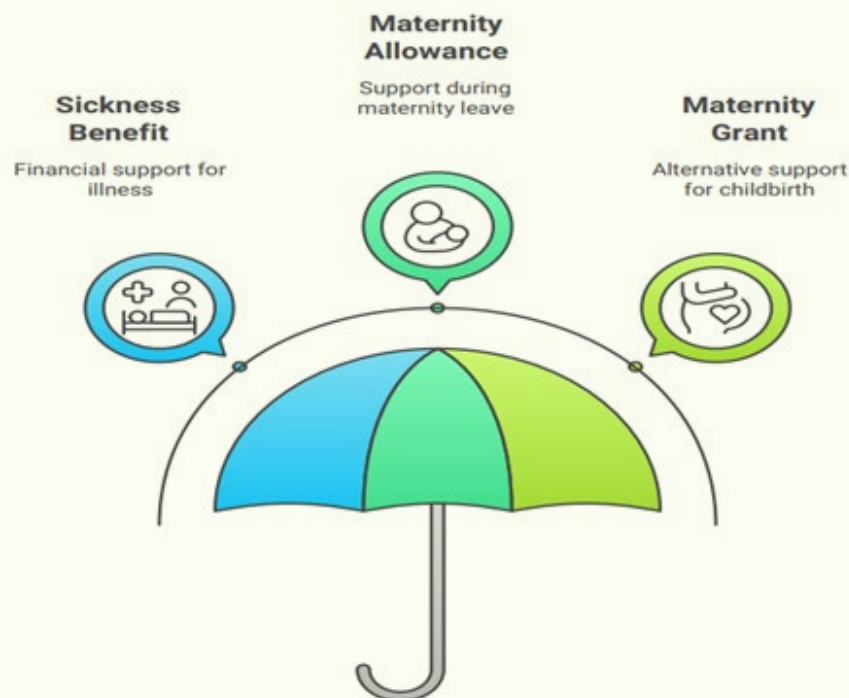 Maternity
Allowance
Support during
maternity leave
Sickness
Benefit
Financial support for
illness
Maternity
Grant
Alternative support
for childbirth